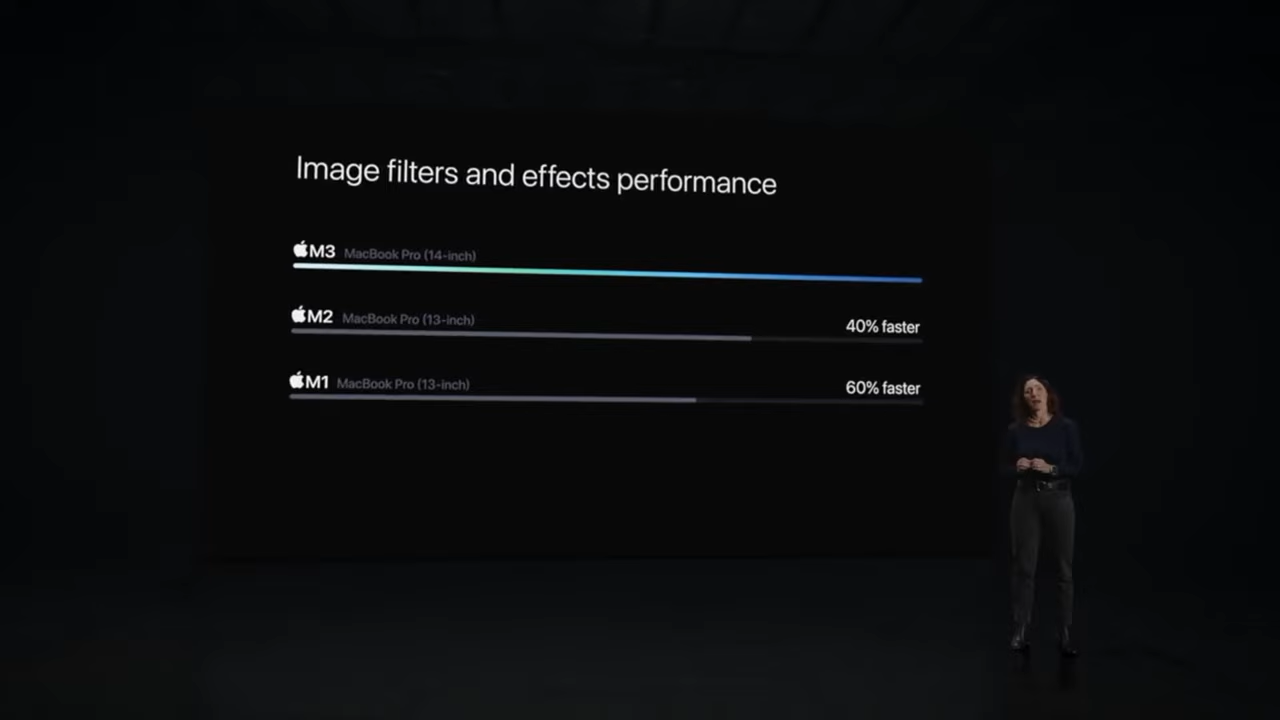 Image filters and effects performance
M3 MacBook Pro (14-inch)
M2 MacBook Pro (13-inch)
40% faster
M1 MacBook Pro (13-inch)
60% faster